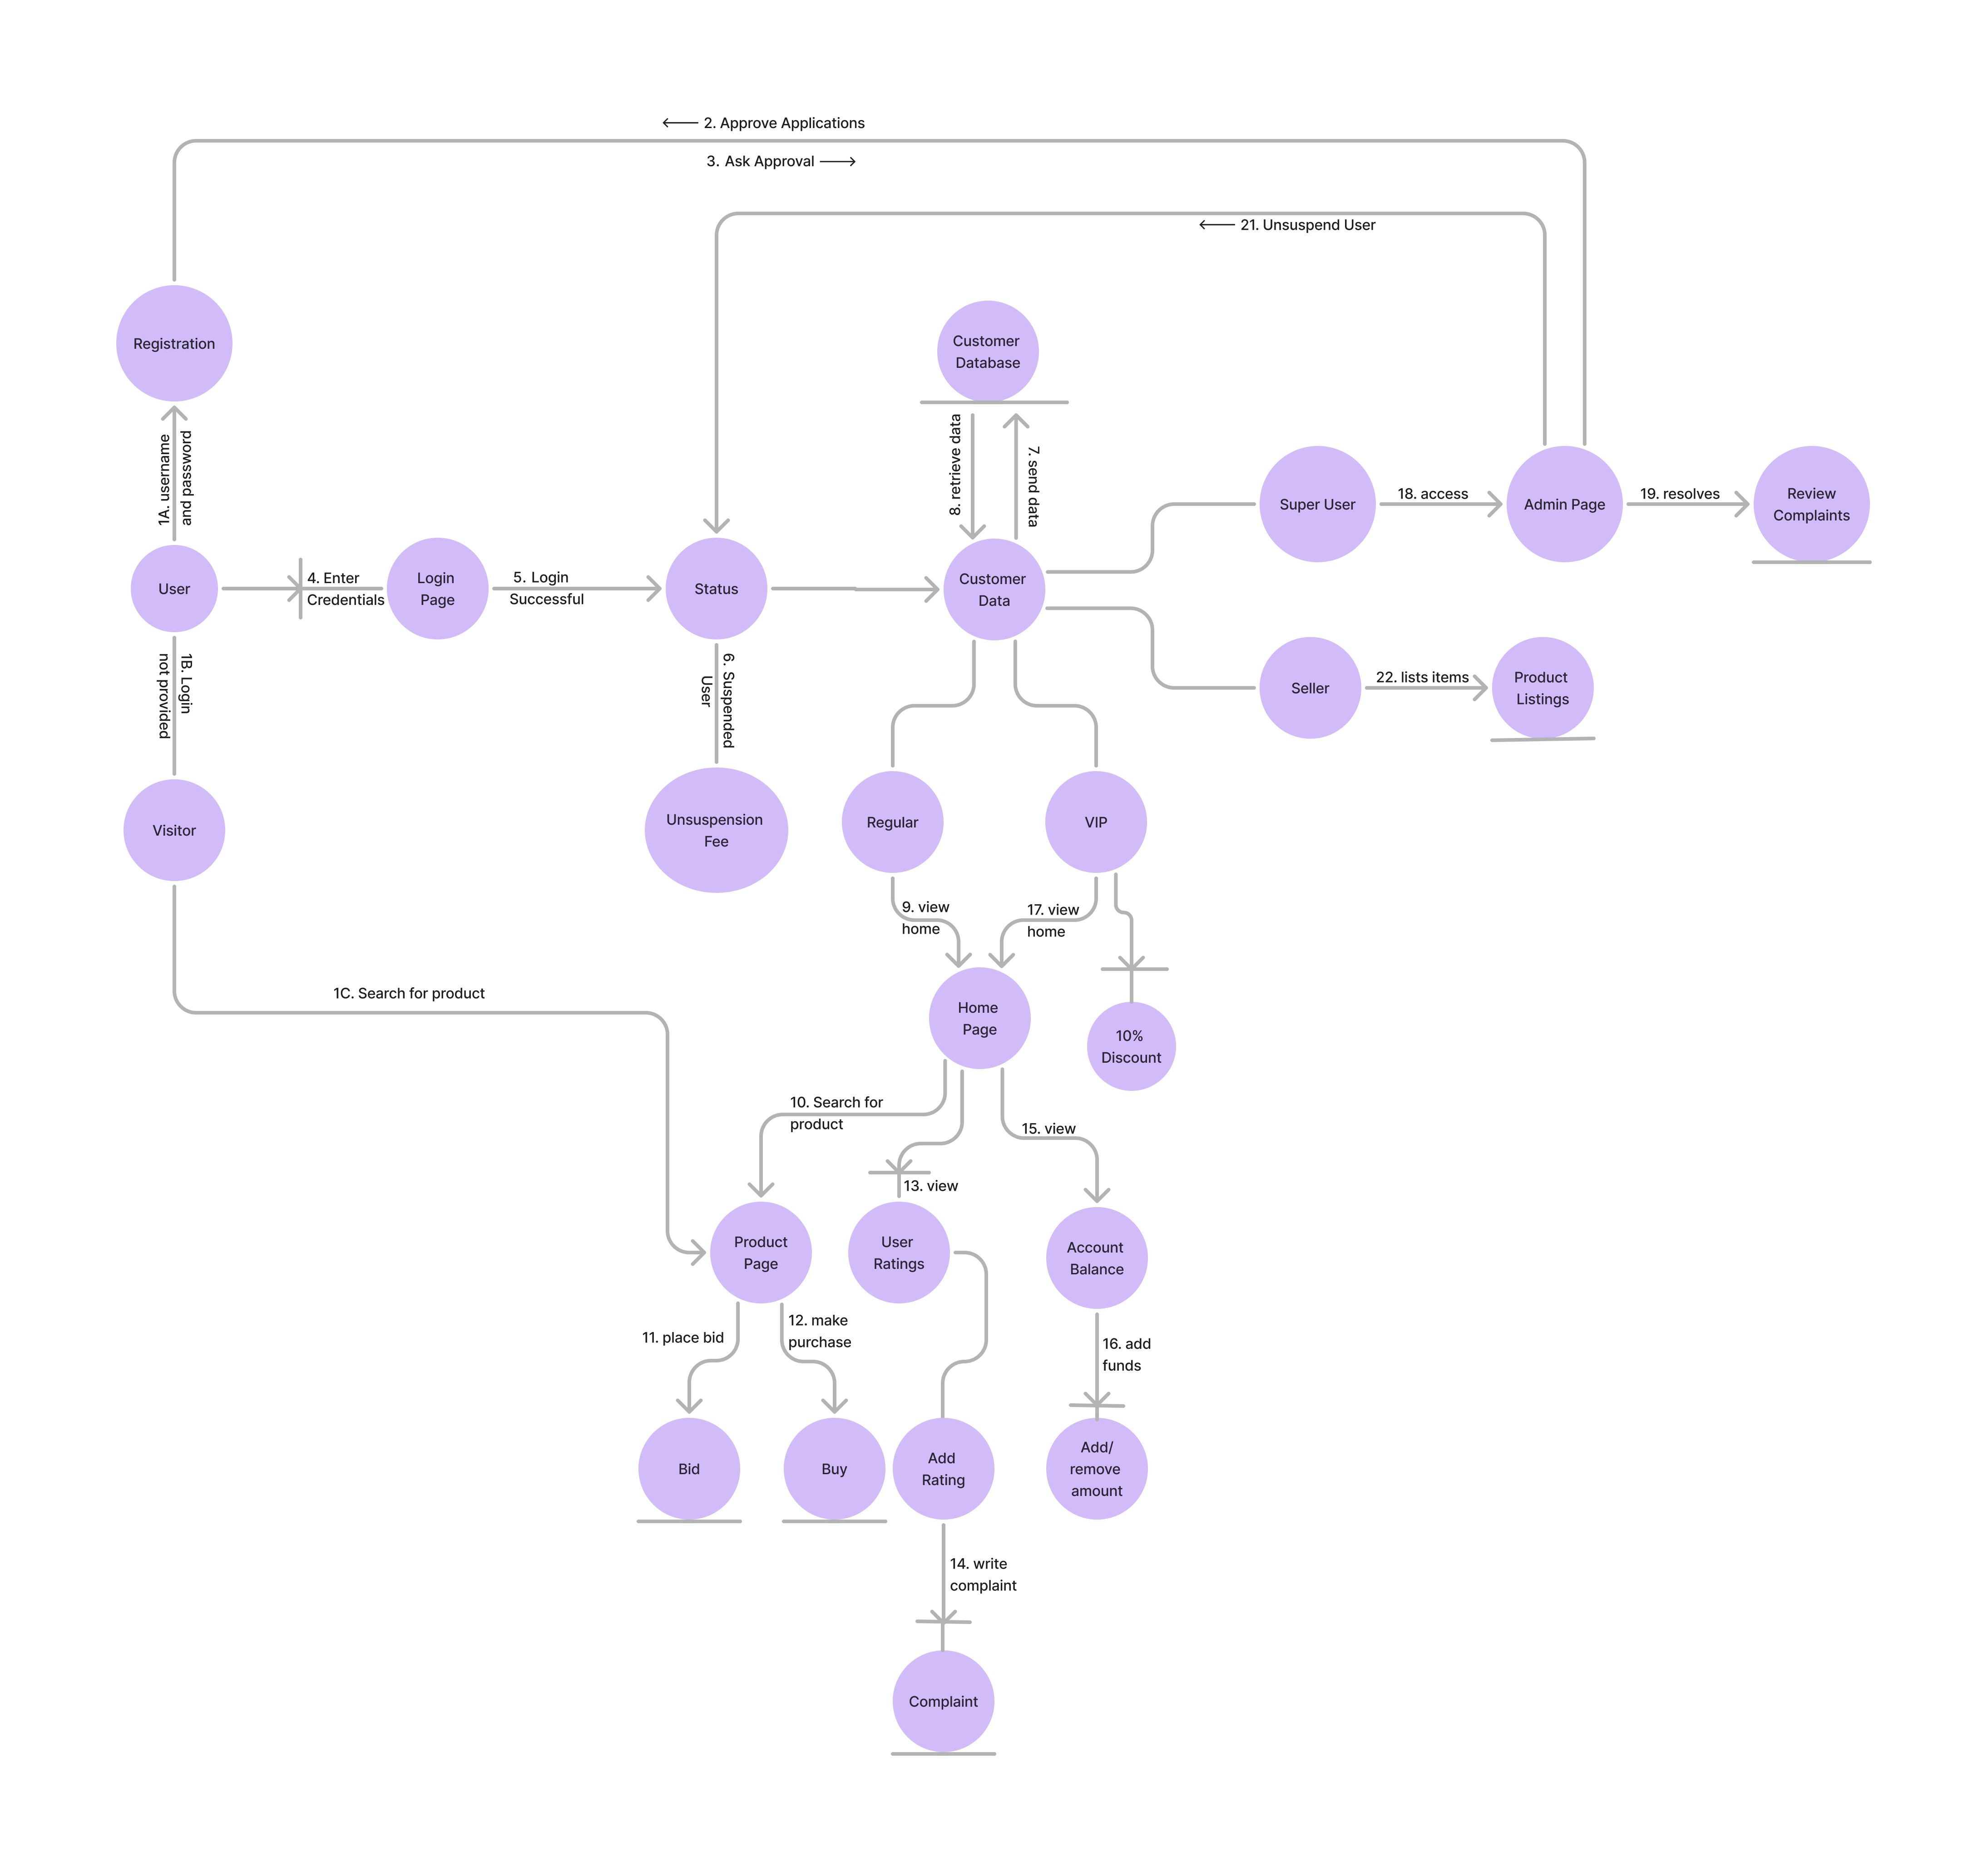 2. Approve Applications
3. Ask Approval
21. Unsuspend User
Registration
Customer
Database
1A. username
and password
8. retrieve data
7. send data
Super User
18. access
Admin Page
19. resolves
Review
Complaints
User
4. Enter
Credentials
Login
Page
5. Login
Successful
Status
Customer
Data
1B. Login
not provided
6. Suspended
User
Seller
22. lists items
Product
Listings
Visitor
Unsuspension
Fee
Regular
VIP
9. view
home
17. view
home
1C. Search for product
Home
Page
10%
Discount
10. Search for
product
15. view
13. view
Product
Page
User
Ratings
Account
Balance
11. place bid
12. make
purchase
16. add
funds
Bid
Buy
Add
Rating
Add/
remove
amount
14. write
complaint
Complaint